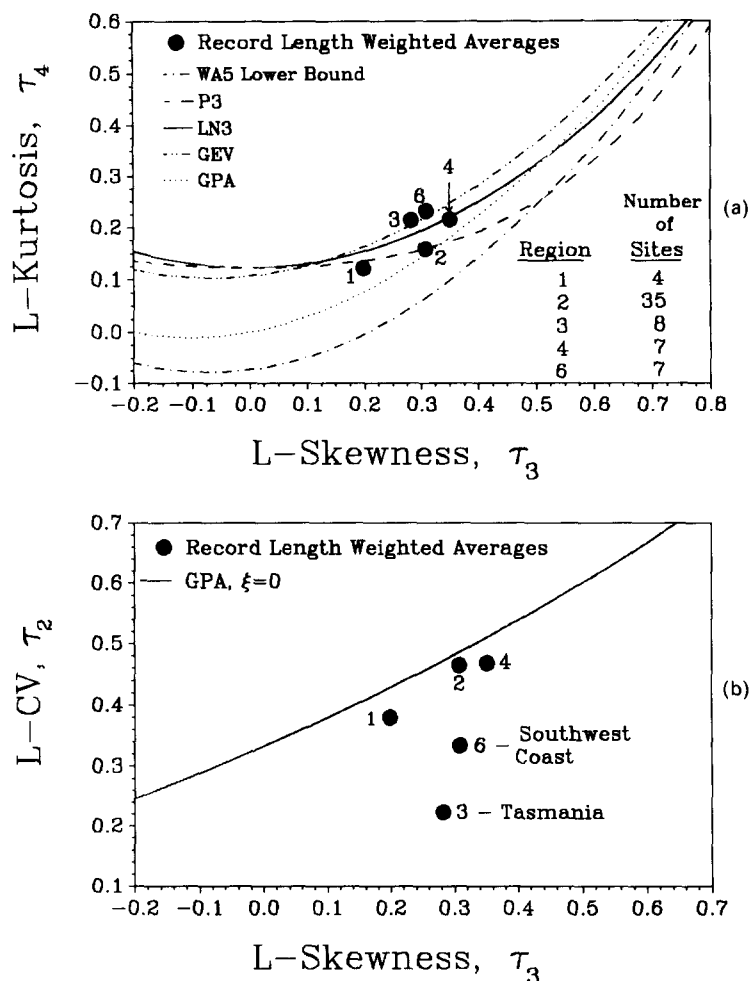 0.6
0.5
0.4
0.3
0.2
0.1
0.0
-0.1
L-Kurtosis, τ4
Record Length Weighted Averages
WA5 Lower Bound
P3
LN3
GEV
GPA
4
6
3
2
1
Number of
Region Sites
1 4
2 35
3 8
4 7
6 7
(a)
-0.2 -0.1 0.0 0.1 0.2 0.3 0.4 0.5 0.6 0.7 0.8
L-Skewness, τ3
0.7
0.6
0.5
0.4
0.3
0.2
0.1
L-CV, τ2
Record Length Weighted Averages
GPA, ξ=0
2
4
1
6 - Southwest
Coast
3 - Tasmania
(b)
-0.2 -0.1 0.0 0.1 0.2 0.3 0.4 0.5 0.6 0.7
L-Skewness, τ3